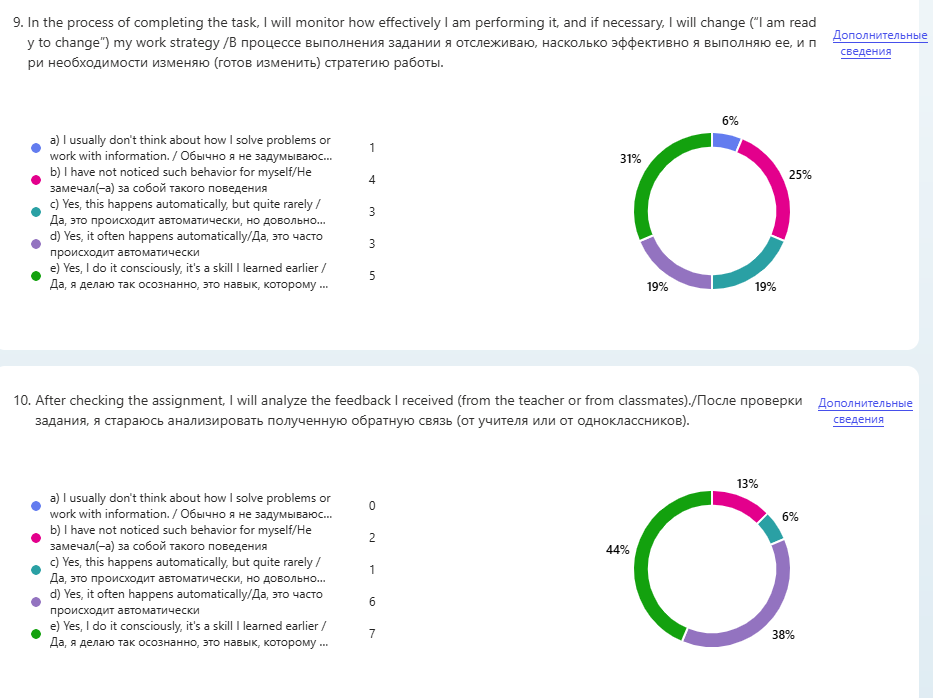 9. In the process of completing the task, I will monitor how effectively I am performing it, and if necessary, I will change ("I am read
y to change") my work strategy /В процессе выполнения задании я отслеживаю, насколько эффективно я выполняю ее, и п
ри необходимости изменяю (готов изменить) стратегию работы.
Дополнительные
сведения
a) I usually don't think about how I solve problems or
work with information. / Обычно я не задумываюс...
1
b) I have not noticed such behavior for myself/Не
замечал(–а) за собой такого поведения
4
c) Yes, this happens automatically, but quite rarely /
Да, это происходит автоматически, но довольно...
3
d) Yes, it often happens automatically/Да, это часто
происходит автоматически
3
e) Yes, I do it consciously, it's a skill I learned earlier /
Да, я делаю так осознанно, это навык, которому ...
5
6%
31%
25%
19%
19%
10. After checking the assignment, I will analyze the feedback I received (from the teacher or from classmates)./После проверки
задания, я стараюсь анализировать полученную обратную связь (от учителя или от одноклассников).
Дополнительные
сведения
a) I usually don't think about how I solve problems or
work with information. / Обычно я не задумываюс...
0
b) I have not noticed such behavior for myself/Не
замечал(–а) за собой такого поведения
2
c) Yes, this happens automatically, but quite rarely /
Да, это происходит автоматически, но довольно...
1
d) Yes, it often happens automatically/Да, это часто
происходит автоматически
6
e) Yes, I do it consciously, it's a skill I learned earlier /
Да, я делаю так осознанно, это навык, которому ...
7
13%
6%
44%
38%